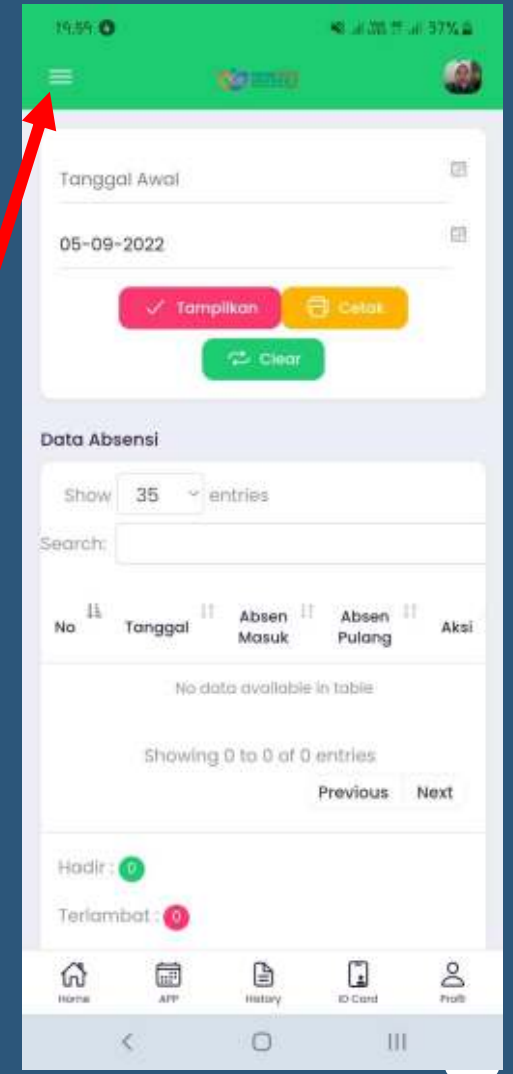 19.59
37%
Tanggal Awal
05-09-2022
Tampilkan
Cetak
Clear
Data Absensi
Show 35 entries
Search:
No Tanggal Absen Masuk Absen Pulang Aksi
No data available in table
Showing 0 to 0 of 0 entries
Previous Next
Hadir : 0
Terlambat : 0
Home APP History ID Card Profil